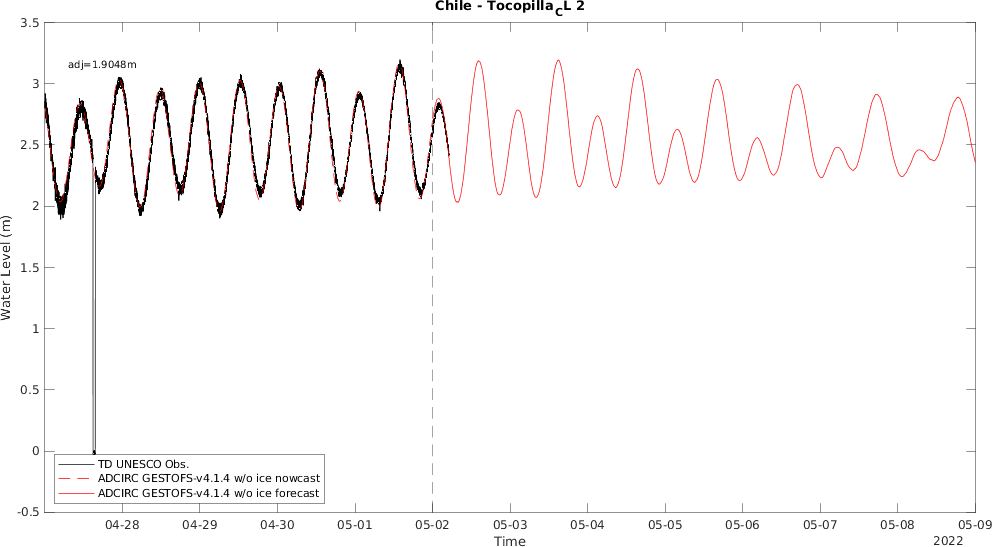 Chile - Tocopilla_CL 2
adj=1.9048m
3.5
3
2.5
2
1.5
1
0.5
0
-0.5
Water Level (m)
TD UNESCO Obs.
ADCIRC GESTOFS-v4.1.4 w/o ice nowcast
ADCIRC GESTOFS-v4.1.4 w/o ice forecast
04-28 04-29 04-30 05-01 05-02 05-03 05-04 05-05 05-06 05-07 05-08 05-09
Time
2022